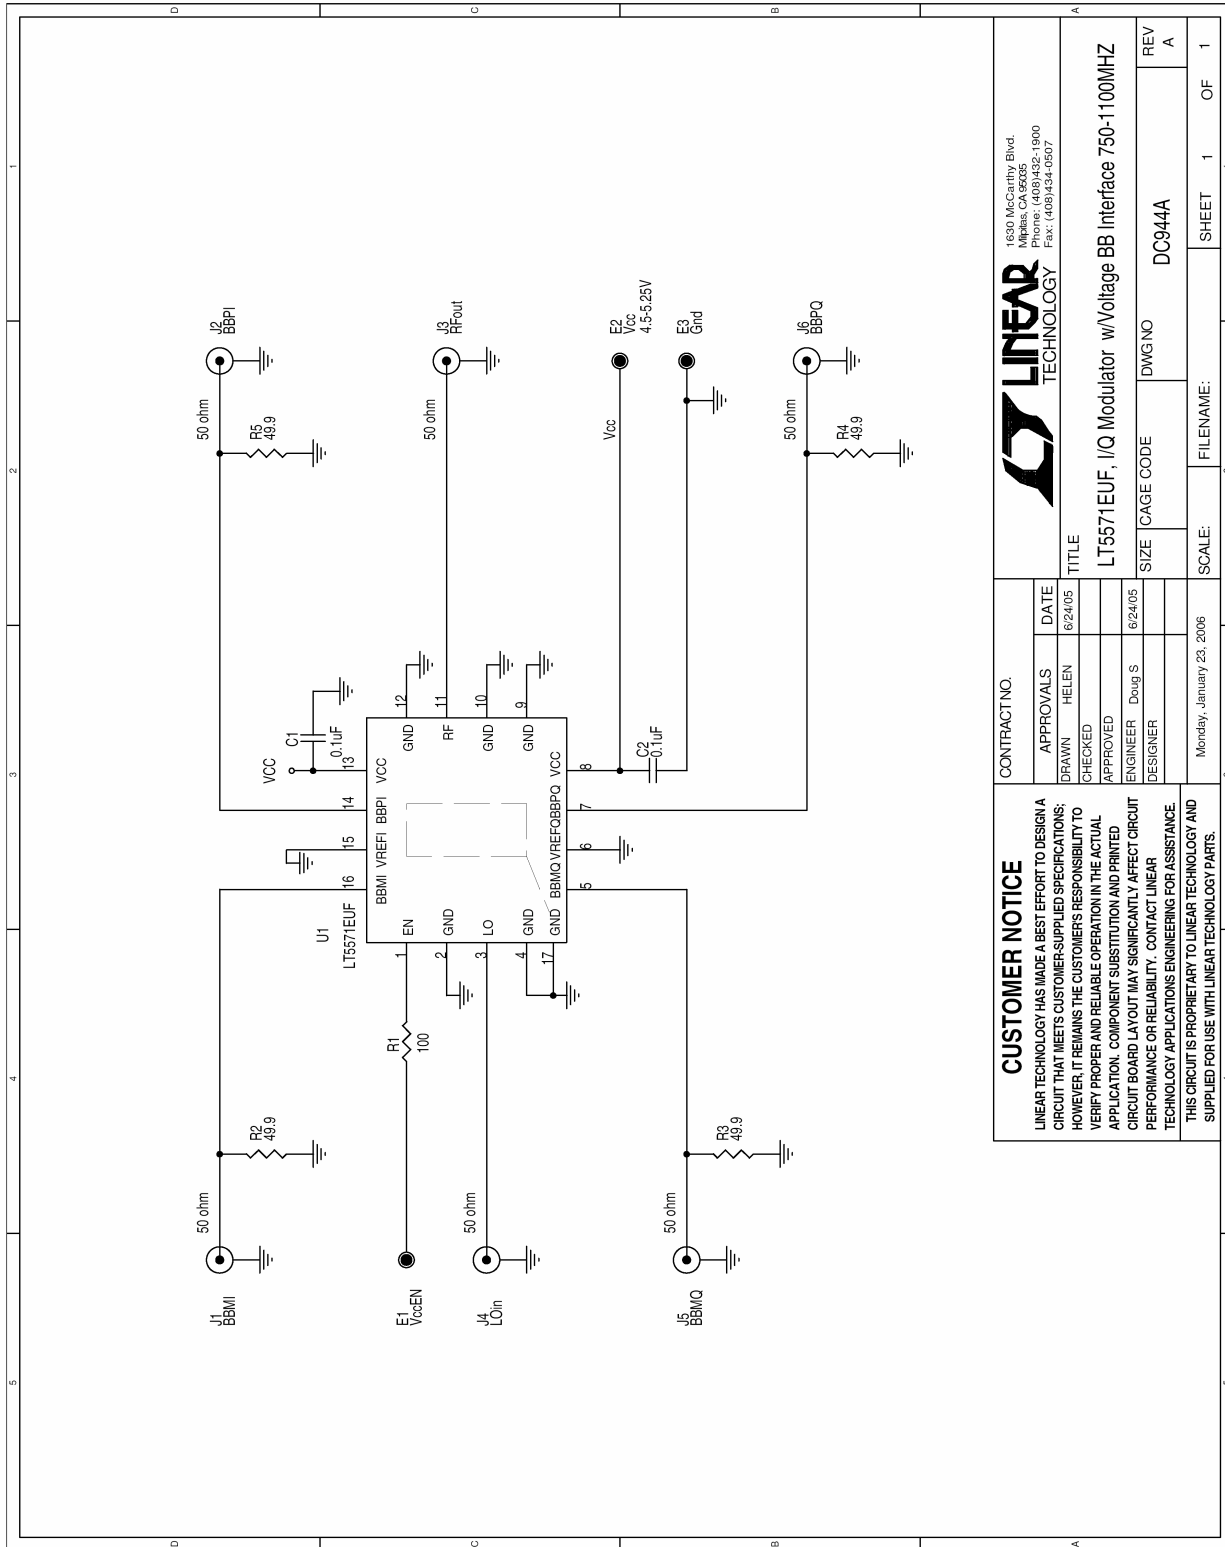 5
4
3
2
1
D
C
B
A
J1
BBMI
50 ohm
R2
49.9
E1
VccEN
R1
100
J4
LOin
50 ohm
J5
BBMQ
50 ohm
R3
49.9
U1
LT5571EUF
16
15
14
13
BBMI
VREFI
BBPI
VCC
1
EN
2
GND
3
LO
4
GND
17
GND
12
GND
11
RF
10
GND
9
GND
BBMQ
VREFQ
BBPQ
VCC
5
6
7
8
VCC
C1
0.1uF
C2
0.1uF
J2
BBPI
50 ohm
R5
49.9
J3
RFout
50 ohm
E2
Vcc
4.5-5.25V
Vcc
E3
Gnd
J6
BBPQ
50 ohm
R4
49.9
CUSTOMER NOTICE
LINEAR TECHNOLOGY HAS MADE A BEST EFFORT TO DESIGN A
CIRCUIT THAT MEETS CUSTOMER-SUPPLIED SPECIFICATIONS;
HOWEVER, IT REMAINS THE CUSTOMER'S RESPONSIBILITY TO
VERIFY PROPER AND RELIABLE OPERATION IN THE ACTUAL
APPLICATION. COMPONENT SUBSTITUTION AND PRINTED
CIRCUIT BOARD LAYOUT MAY SIGNIFICANTLY AFFECT CIRCUIT
PERFORMANCE OR RELIABILITY. CONTACT LINEAR
TECHNOLOGY APPLICATIONS ENGINEERING FOR ASSISTANCE.
THIS CIRCUIT IS PROPRIETARY TO LINEAR TECHNOLOGY AND
SUPPLIED FOR USE WITH LINEAR TECHNOLOGY PARTS.
CONTRACT NO.
APPROVALS
DATE
DRAWN
HELEN
6/24/05
CHECKED
APPROVED
ENGINEER
Doug S
6/24/05
DESIGNER
Monday, January 23, 2006
LT LINEAR
TECHNOLOGY
1630 McCarthy Blvd.
Milpitas, CA 95035
Phone: (408)432-1900
Fax: (408)434-0507
TITLE
LT5571EUF, I/Q Modulator w/Voltage BB Interface 750-1100MHZ
SIZE
CAGE CODE
DWG NO
DC944A
REV
A
SCALE:
FILENAME:
SHEET 1 OF 1
D
C
B
A